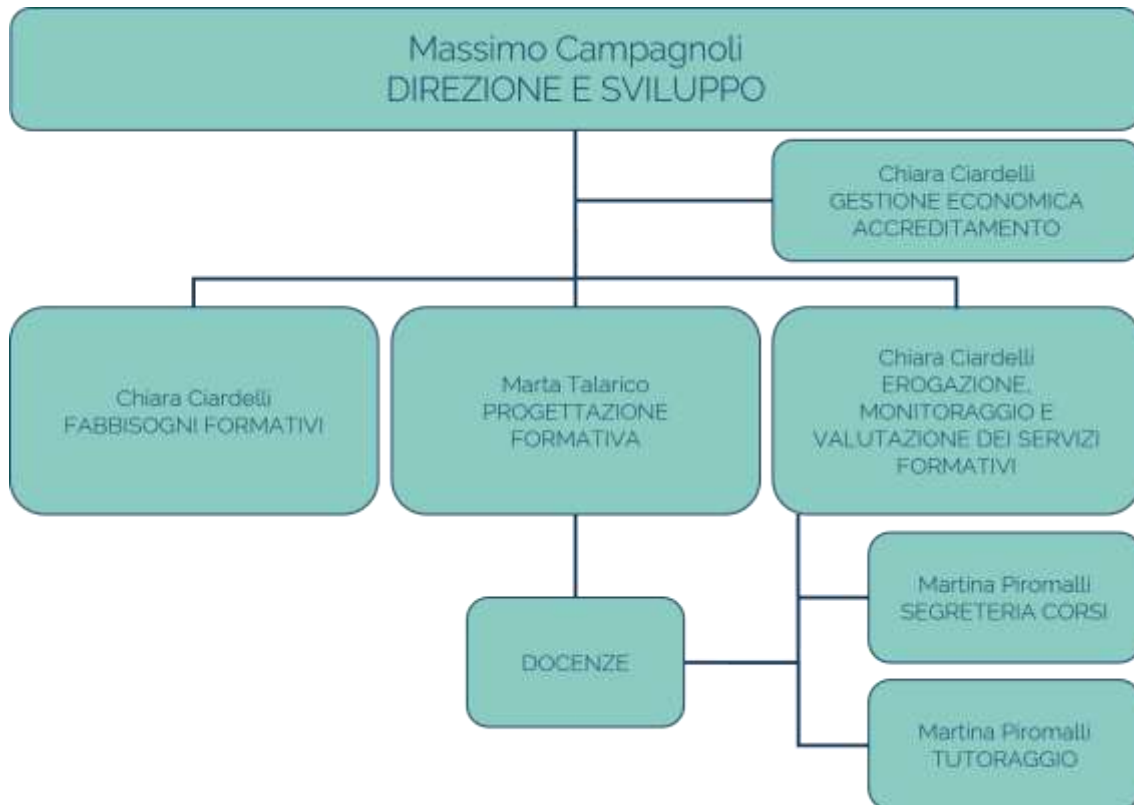 Massimo Campagnoli
DIREZIONE E SVILUPPO
Chiara Ciardelli
GESTIONE ECONOMICA
ACCREDITAMENTO
Chiara Ciardelli
FABBISOGNI FORMATIVI
Marta Talarico
PROGETTAZIONE
FORMATIVA
Chiara Ciardelli
EROGAZIONE,
MONITORAGGIO E
VALUTAZIONE DEI SERVIZI
FORMATIVI
Martina Piromalli
SEGRETERIA CORSI
DOCENZE
Martina Piromalli
TUTORAGGIO